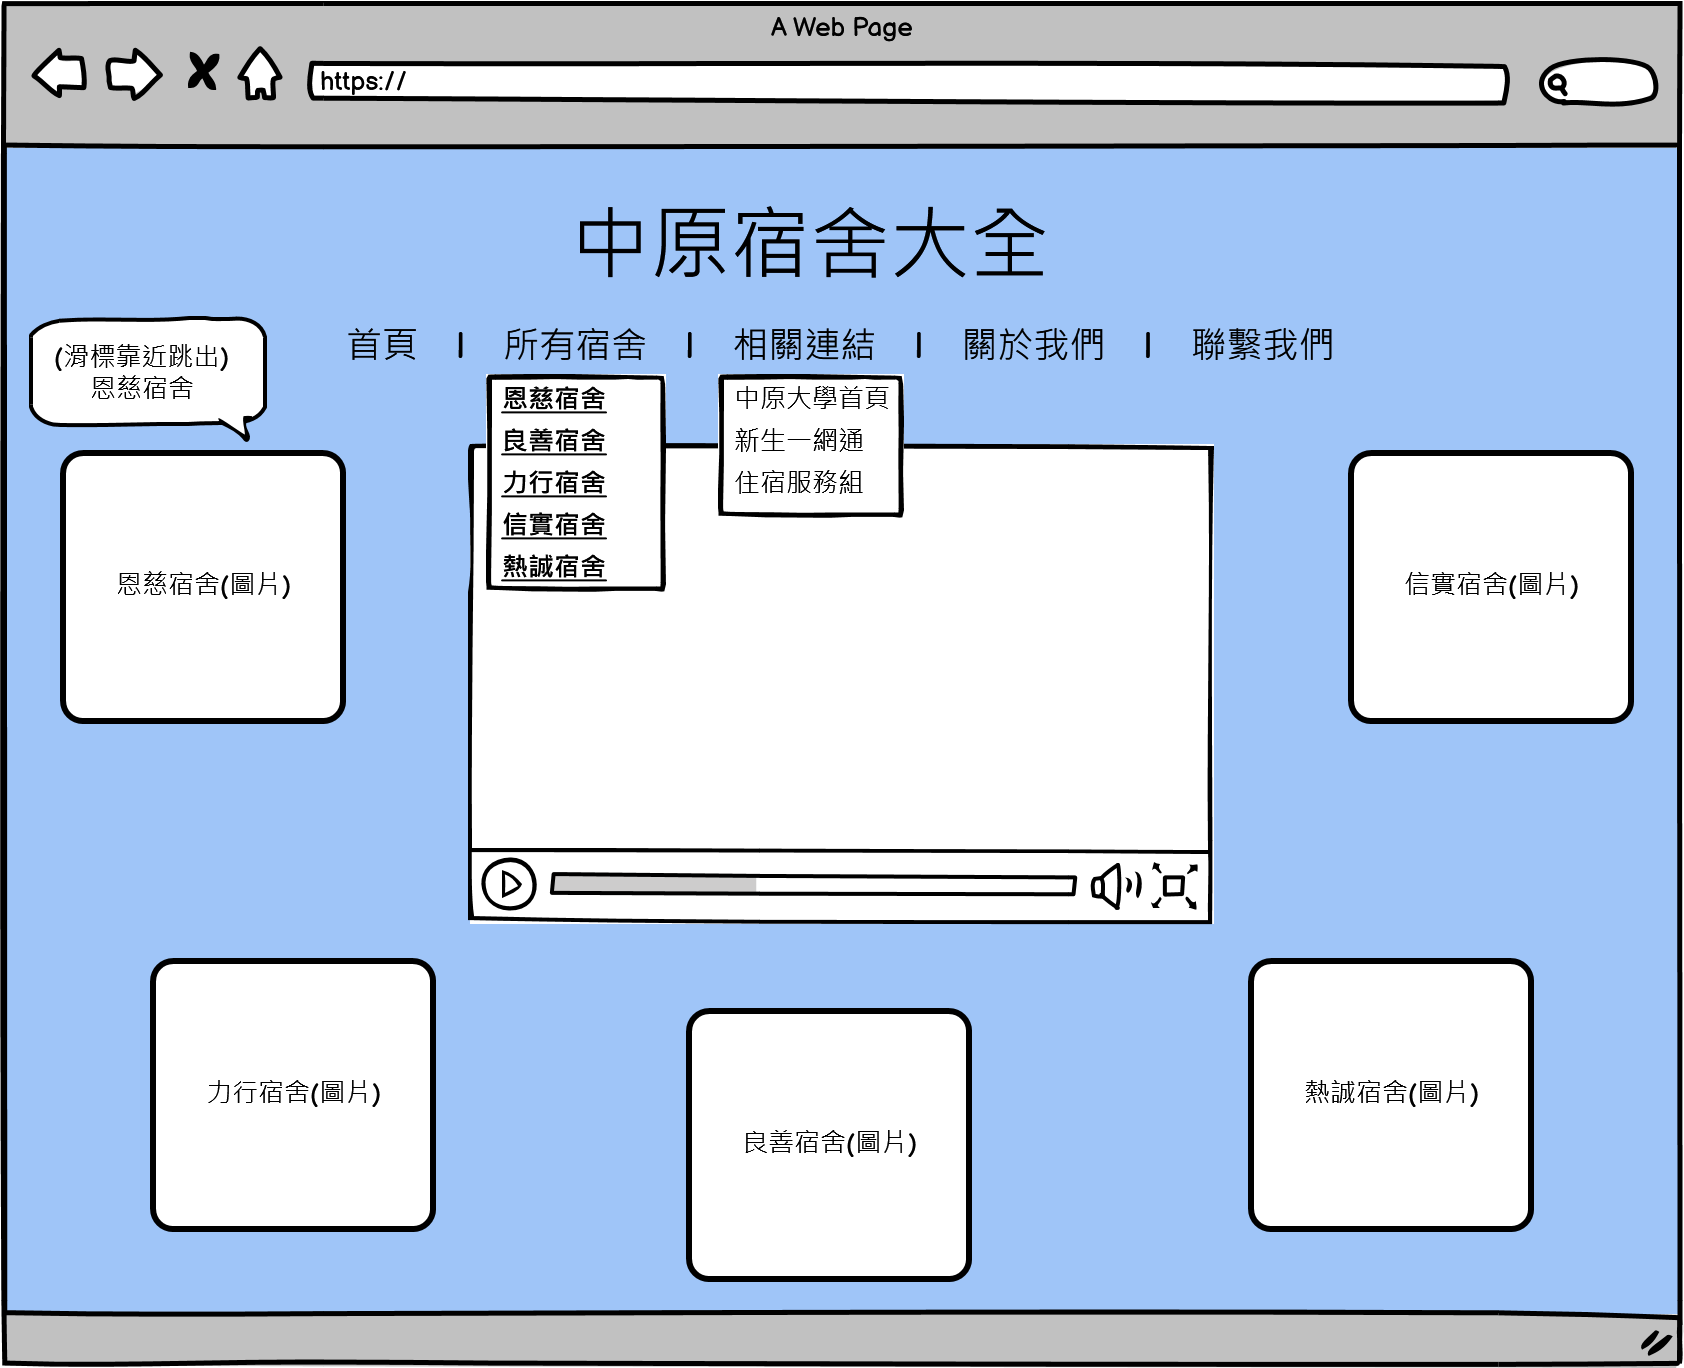 A Web Page
https://
中原宿舍大全
首頁 | 所有宿舍 | 相關連結 | 關於我們 | 聯繫我們
(滑標靠近跳出)
恩慈宿舍
恩慈宿舍
良善宿舍
力行宿舍
信實宿舍
熱誠宿舍
中原大學首頁
新生一網通
住宿服務組
恩慈宿舍(圖片)
信實宿舍(圖片)
力行宿舍(圖片)
良善宿舍(圖片)
熱誠宿舍(圖片)